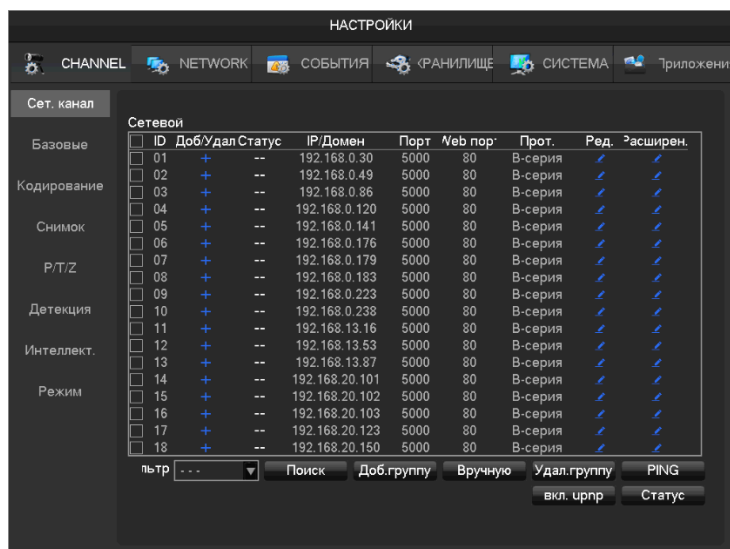 НАСТРОЙКИ
CHANNEL NETWORK СОБЫТИЯ ХРАНИЛИЩЕ СИСТЕМА Приложени
Сет. канал
Базовые
Кодирование
Снимок
P/T/Z
Детекция
Интеллект.
Режим
Сетевой
ID Доб/Удал Статус IP/Домен Порт Web порт Прот. Ред. Расширен.
01 + -- 192.168.0.30 5000 80 В-серия
02 + -- 192.168.0.49 5000 80 В-серия
03 + -- 192.168.0.86 5000 80 В-серия
04 + -- 192.168.0.120 5000 80 В-серия
05 + -- 192.168.0.141 5000 80 В-серия
06 + -- 192.168.0.176 5000 80 В-серия
07 + -- 192.168.0.179 5000 80 В-серия
08 + -- 192.168.0.183 5000 80 В-серия
09 + -- 192.168.0.223 5000 80 В-серия
10 + -- 192.168.0.238 5000 80 В-серия
11 + -- 192.168.13.16 5000 80 В-серия
12 + -- 192.168.13.53 5000 80 В-серия
13 + -- 192.168.13.87 5000 80 В-серия
14 + -- 192.168.20.101 5000 80 В-серия
15 + -- 192.168.20.102 5000 80 В-серия
16 + -- 192.168.20.103 5000 80 В-серия
17 + -- 192.168.20.123 5000 80 В-серия
18 + -- 192.168.20.150 5000 80 В-серия
льтр - - - Поиск Доб.группу Вручную Удал.группу PING
вкл. upnp Статус